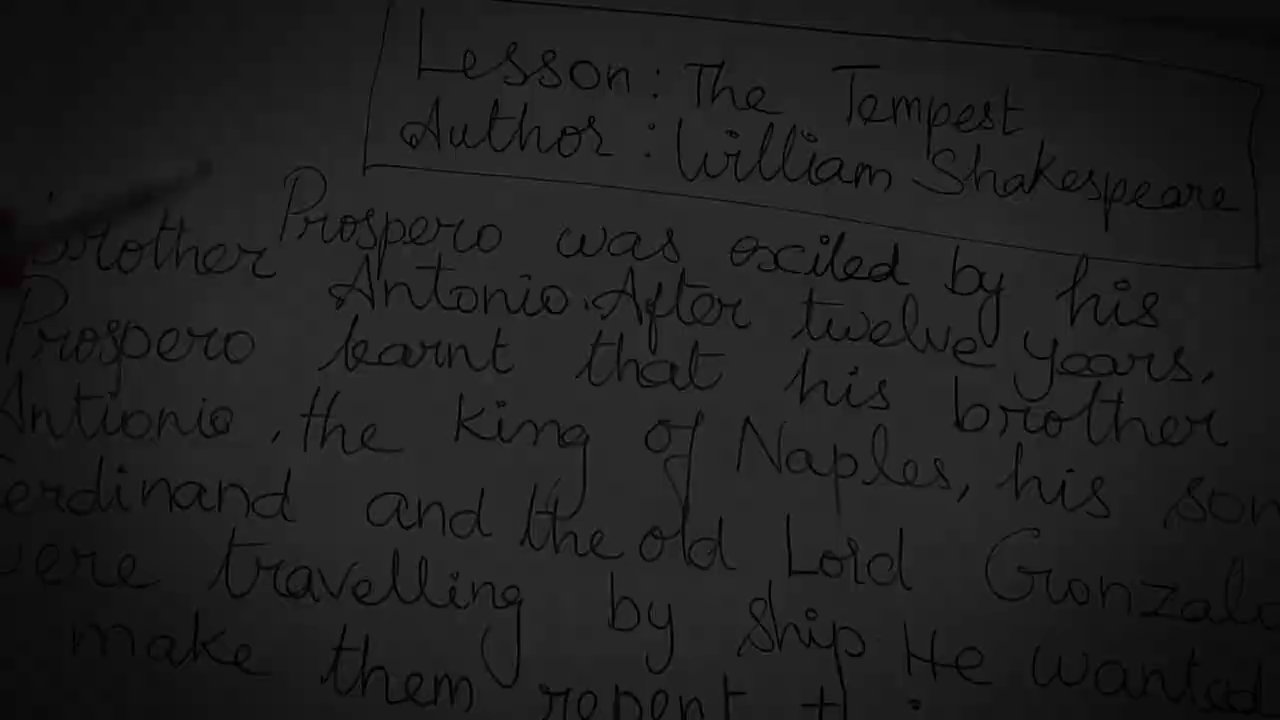 Lesson: The Tempest
Author: William Shakespeare
Prospero was exciled by his
brother Antonio. After twelve years,
Prospero learnt that his brother
Antionio, the king of Naples, his son
Ferdinand and the old Lord Gonzalo
were travelling by ship He wanted
make them repent